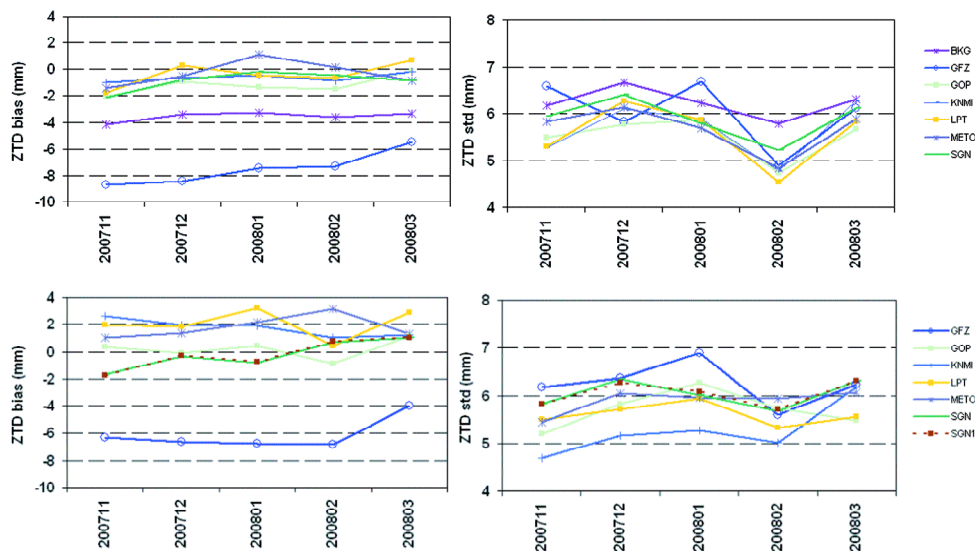 ZTD bias (mm)
4
2
0
-2
-4
-6
-8
-10
200711
200712
200801
200802
200803
ZTD std (mm)
8
7
6
5
4
200711
200712
200801
200802
200803
BKG
GFZ
GOP
KNMI
LPT
METO
SGN
ZTD bias (mm)
4
2
0
-2
-4
-6
-8
-10
200711
200712
200801
200802
200803
ZTD std (mm)
8
7
6
5
4
200711
200712
200801
200802
200803
GFZ
GOP
KNMI
LPT
METO
SGN
SGN1